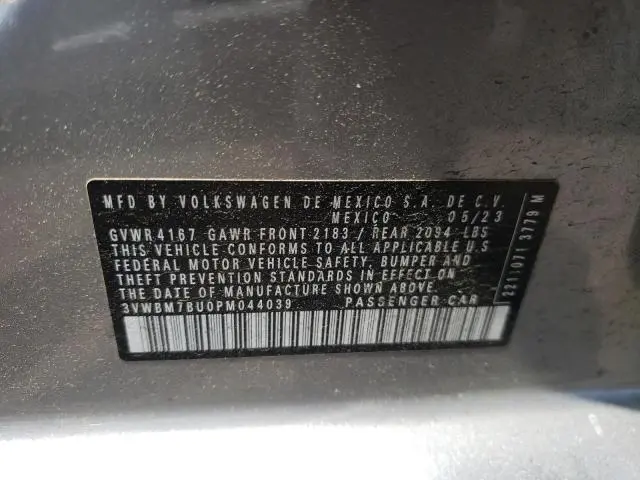 MFD BY VOLKSWAGEN DE MEXICO S.A. DE C.V.
MEXICO 05/23
GVWR 4167 GAWR FRONT 2183 / REAR 2094 LBS
THIS VEHICLE CONFORMS TO ALL APPLICABLE U.S
FEDERAL MOTOR VEHICLE SAFETY, BUMPER AND
THEFT PREVENTION STANDARDS IN EFFECT ON
THE DATE OF MANUFACTURE SHOWN ABOVE.
3VWBM7BU0PM044039 PASSENGER CAR